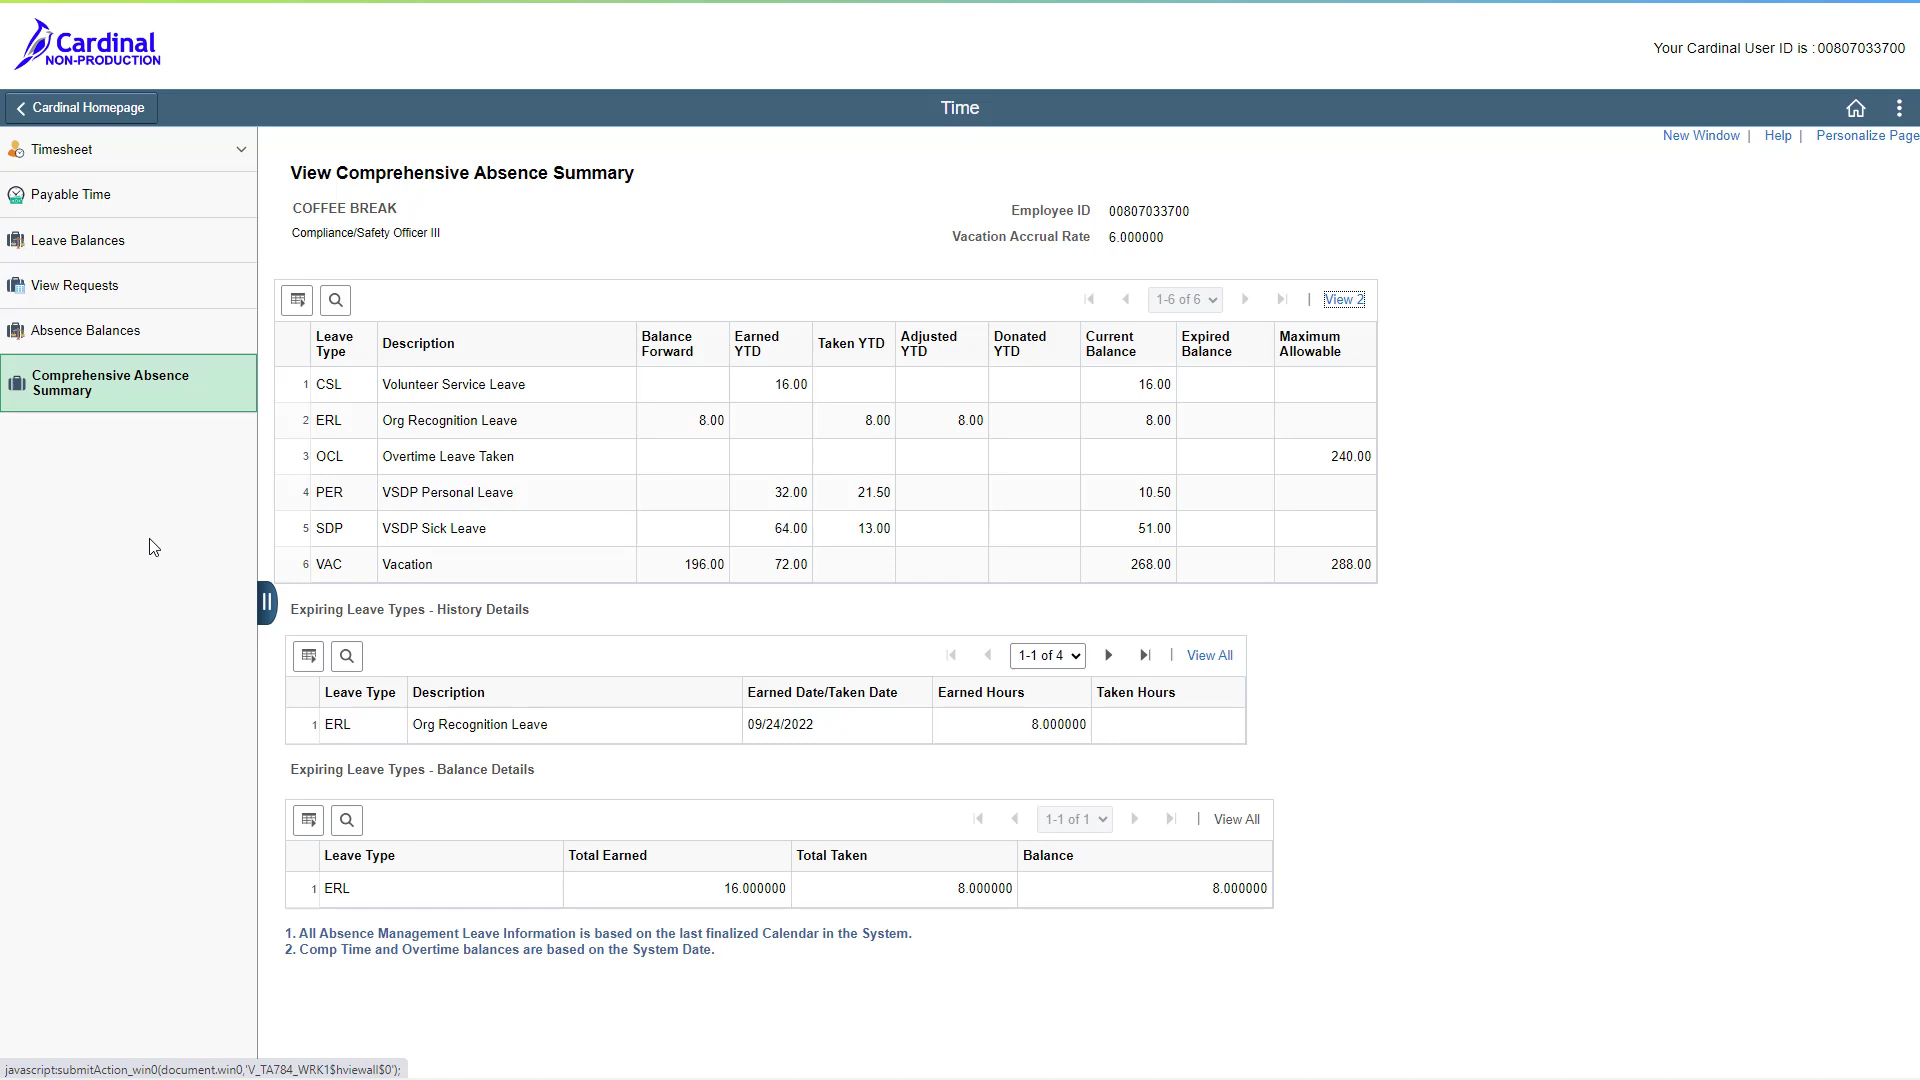 Cardinal
NON-PRODUCTION
Your Cardinal User ID is : 00807033700
Cardinal Homepage
Time
New Window | Help | Personalize Page
Timesheet
Payable Time
Leave Balances
View Requests
Absence Balances
Comprehensive Absence
Summary
View Comprehensive Absence Summary
COFFEE BREAK
Employee ID 00807033700
Compliance/Safety Officer III
Vacation Accrual Rate 6.000000
1-6 of 6 | View 2
Leave Type Description Balance Forward Earned YTD Taken YTD Adjusted YTD Donated YTD Current Balance Expired Balance Maximum Allowable
1 CSL Volunteer Service Leave 16.00 16.00
2 ERL Org Recognition Leave 8.00 8.00 8.00 8.00
3 OCL Overtime Leave Taken 240.00
4 PER VSDP Personal Leave 32.00 21.50 10.50
5 SDP VSDP Sick Leave 64.00 13.00 51.00
6 VAC Vacation 196.00 72.00 268.00 288.00
Expiring Leave Types - History Details
1-1 of 4 | View All
Leave Type Description Earned Date/Taken Date Earned Hours Taken Hours
1 ERL Org Recognition Leave 09/24/2022 8.000000
Expiring Leave Types - Balance Details
1-1 of 1 | View All
Leave Type Total Earned Total Taken Balance
1 ERL 16.000000 8.000000 8.000000
1. All Absence Management Leave Information is based on the last finalized Calendar in the System.
2. Comp Time and Overtime balances are based on the System Date.
javascript:submitAction_win0(document.win0,'V_TA784_WRK1$hviewall$0');